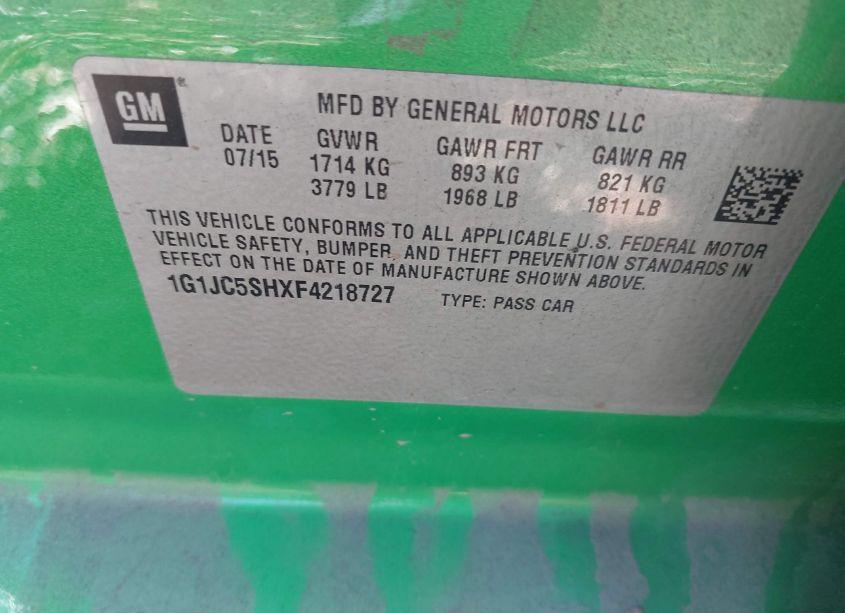 GM ®
MFD BY GENERAL MOTORS LLC
DATE GVWR GAWR FRT GAWR RR
07/15 1714 KG 893 KG 821 KG
3779 LB 1968 LB 1811 LB
THIS VEHICLE CONFORMS TO ALL APPLICABLE U.S. FEDERAL MOTOR
VEHICLE SAFETY, BUMPER, AND THEFT PREVENTION STANDARDS IN
EFFECT ON THE DATE OF MANUFACTURE SHOWN ABOVE.
1G1JC5SHXF4218727 TYPE: PASS CAR